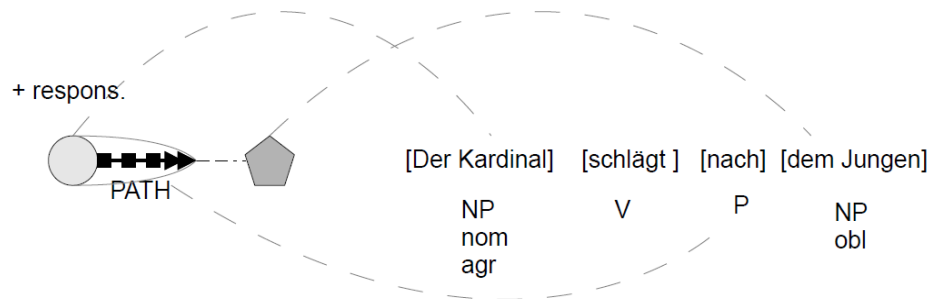 + respons.
PATH
[Der Kardinal] [schlägt ] [nach] [dem Jungen]
NP V P NP
nom obl
agr